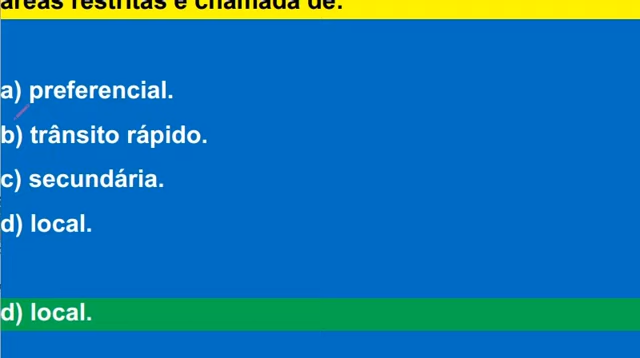 áreas restritas é chamada de:
a) preferencial.
b) trânsito rápido.
c) secundária.
d) local.
d) local.